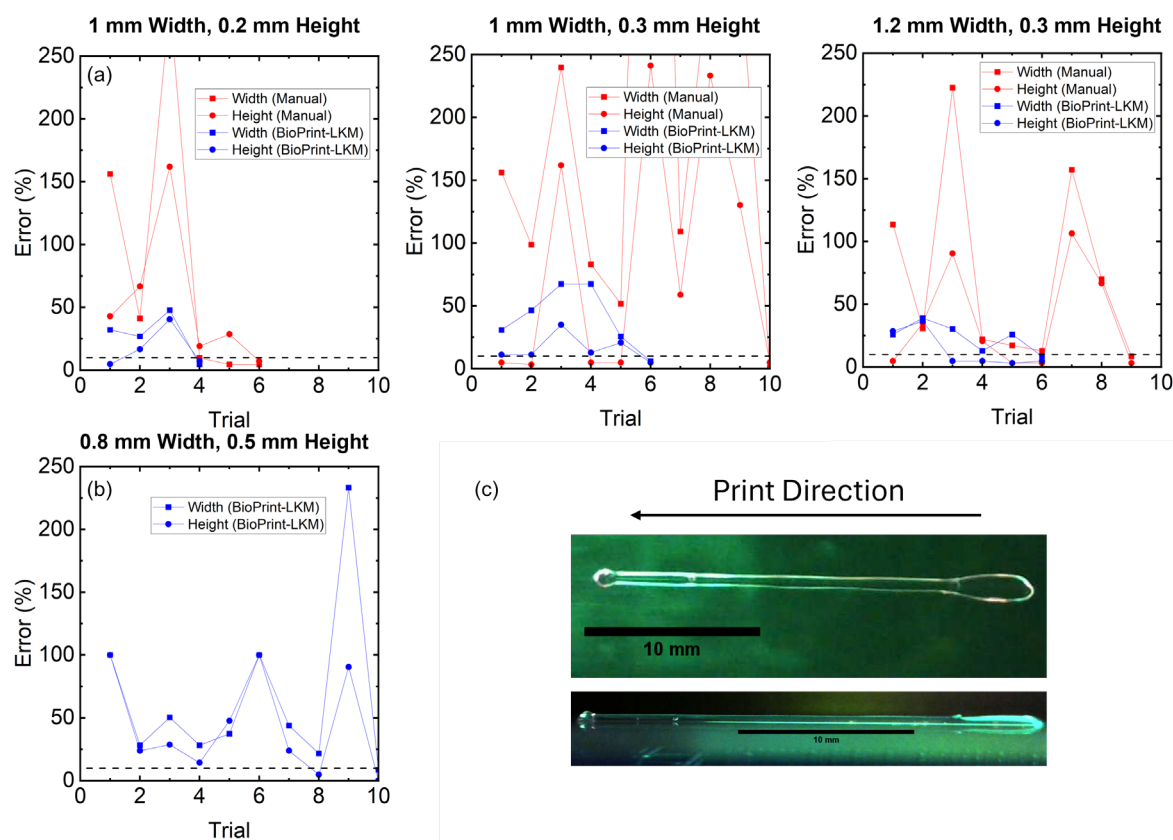 1 mm Width, 0.2 mm Height
(a)
Width (Manual)
Height (Manual)
Width (BioPrint-LKM)
Height (BioPrint-LKM)
Error (%)
250
200
150
100
50
0
0 2 4 6 8 10
Trial
1 mm Width, 0.3 mm Height
Width (Manual)
Height (Manual)
Width (BioPrint-LKM)
Height (BioPrint-LKM)
Error (%)
250
200
150
100
50
0
0 2 4 6 8 10
Trial
1.2 mm Width, 0.3 mm Height
Width (Manual)
Height (Manual)
Width (BioPrint-LKM)
Height (BioPrint-LKM)
Error (%)
250
200
150
100
50
0
0 2 4 6 8 10
Trial
0.8 mm Width, 0.5 mm Height
(b)
Width (BioPrint-LKM)
Height (BioPrint-LKM)
Error (%)
250
200
150
100
50
0
0 2 4 6 8 10
Trial
(c)
Print Direction
10 mm
10 mm